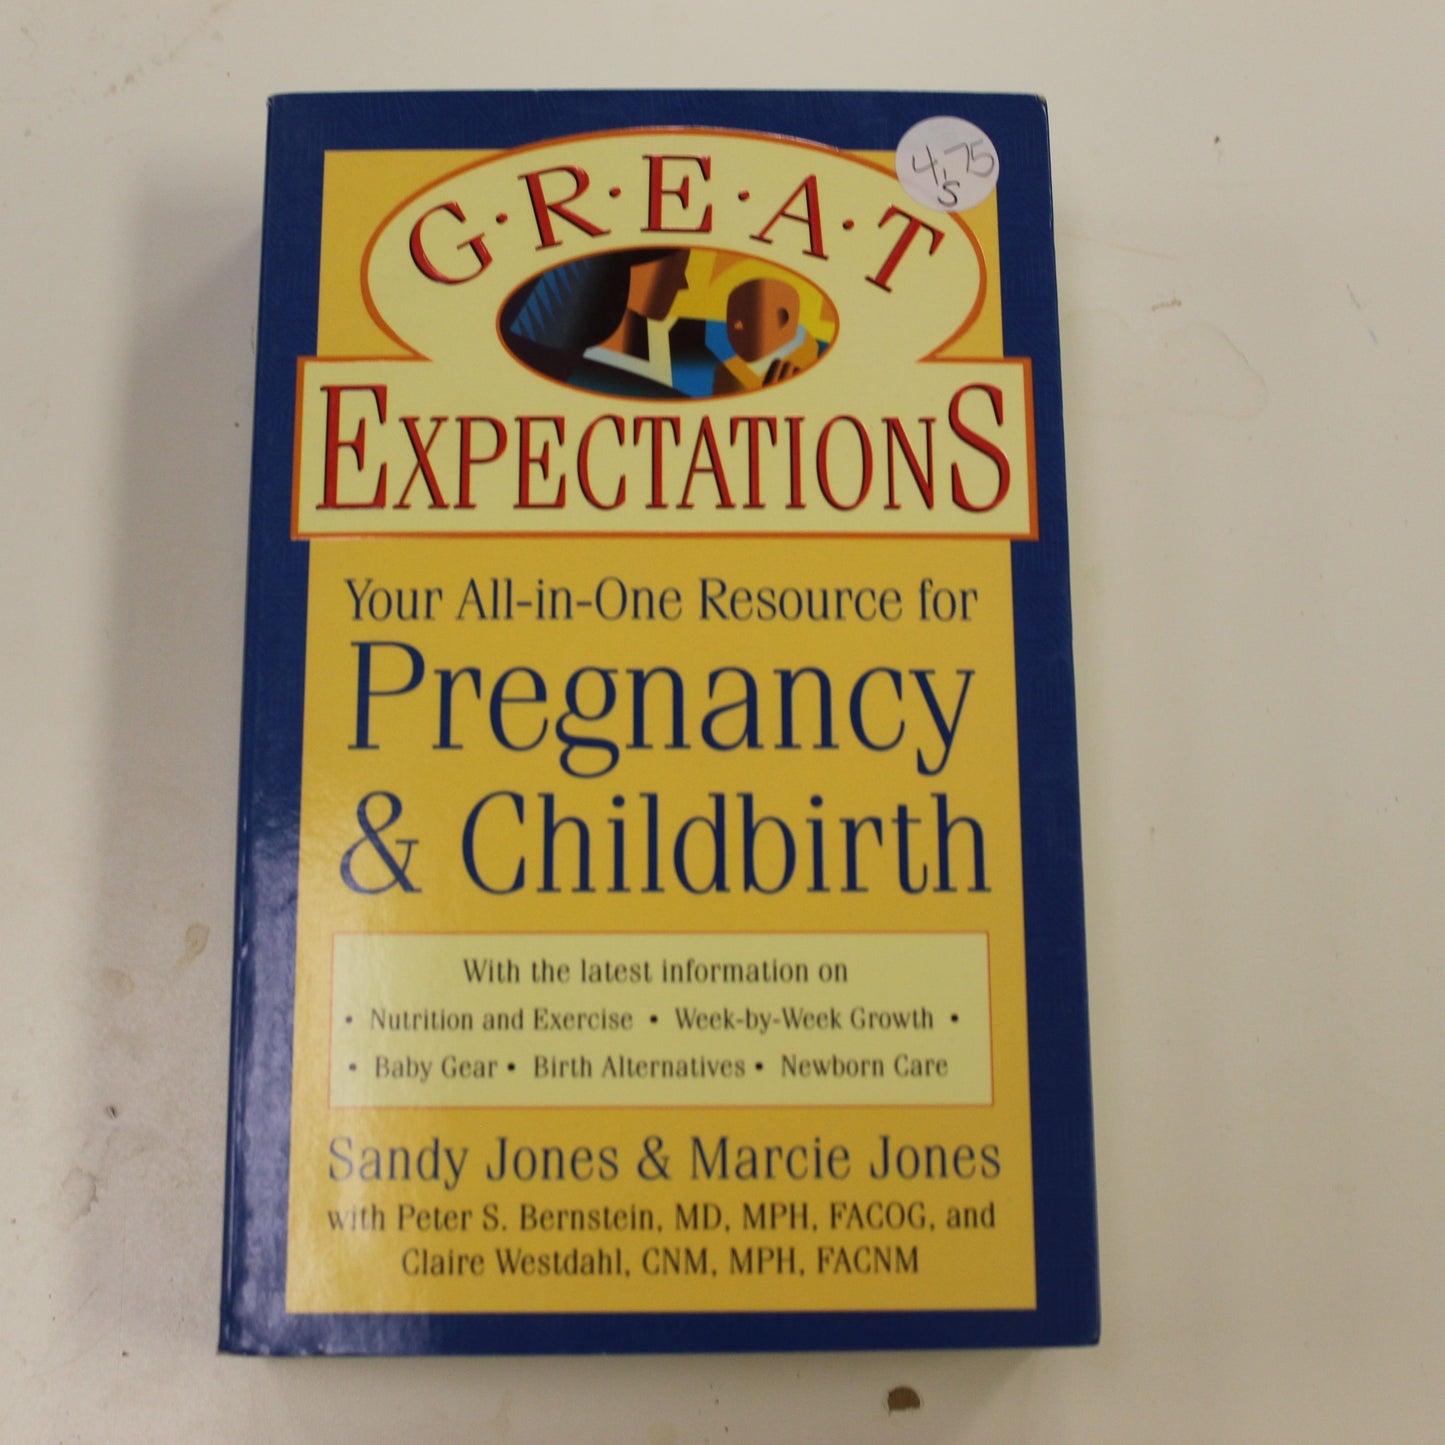 G·R·E·A·T
4.75
S
EXPECTATIONS
Your All-in-One Resource for
Pregnancy
& Childbirth
With the latest information on
• Nutrition and Exercise • Week-by-Week Growth •
• Baby Gear • Birth Alternatives • Newborn Care
Sandy Jones & Marcie Jones
with Peter S. Bernstein, MD, MPH, FACOG, and
Claire Westdahl, CNM, MPH, FACNM